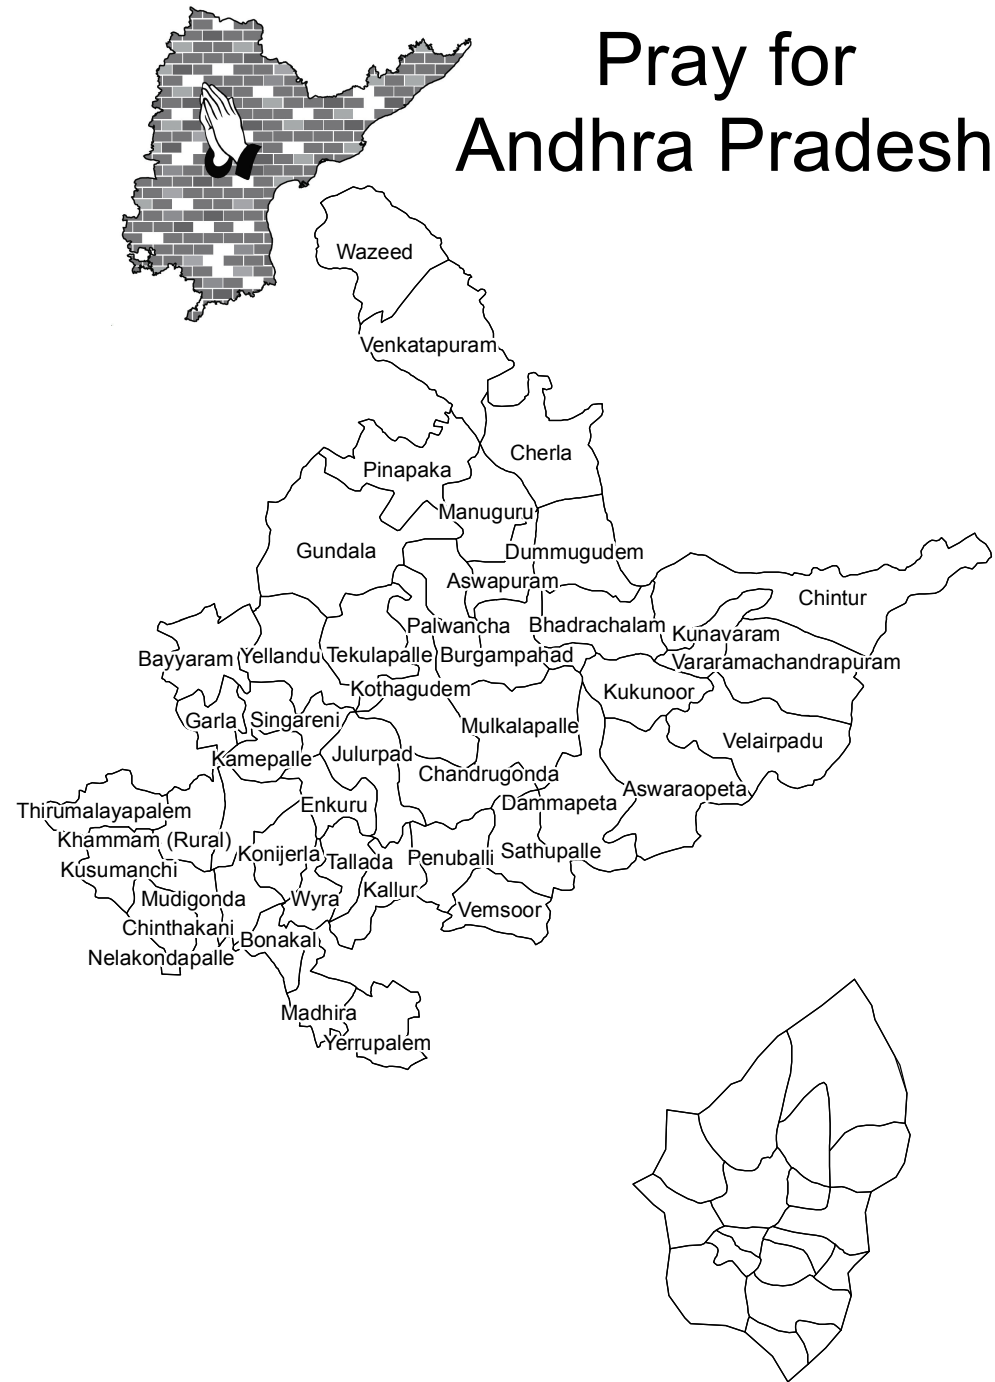 Pray for
Andhra Pradesh
Wazeed
Venkatapuram
Cherla
Pinapaka
Manuguru
Gundala
Dummugudem
Aswapuram
Chintur
Palwancha
Bhadrachalam
Kunavaram
Bayyaram
Yellandu
Tekulapalle
Burgampahad
Vararamachandrapuram
Kothagudem
Kukunoor
Garla
Singareni
Mulkalapalle
Velairpadu
Kamepalle
Julurpad
Chandrugonda
Aswaraopeta
Thirumalayapalem
Enkuru
Dammapeta
Khammam (Rural)
Konijerla
Tallada
Penuballi
Sathupalle
Kusumanchi
Mudigonda
Wyra
Kallur
Vemsoor
Chinthakani
Bonakal
Nelakondapalle
Madhira
Yerrupalem